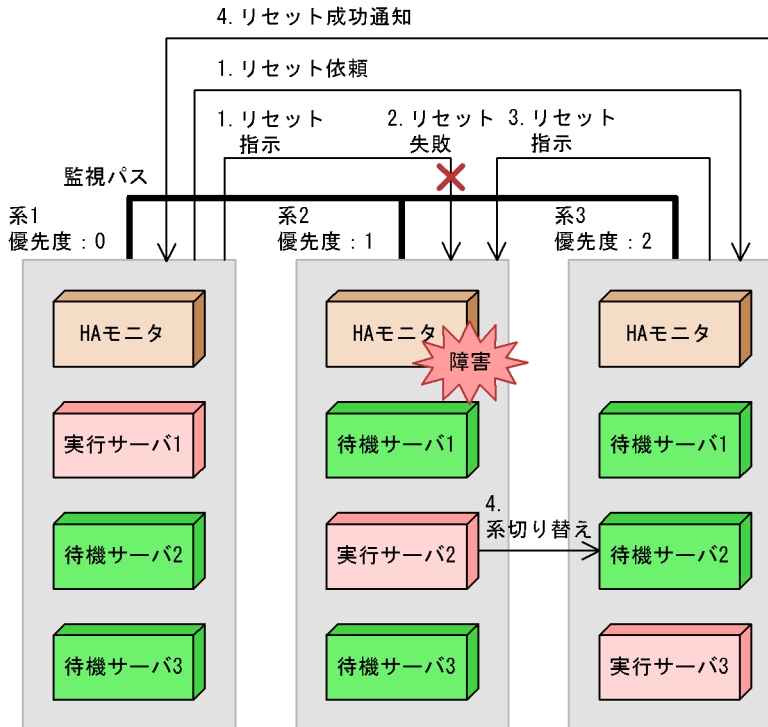 4.リセット成功通知
1.リセット依頼
1.リセット
指示
2.リセット
失敗
3.リセット
指示
監視パス
系1
優先度：0
系2
優先度：1
系3
優先度：2
HAモニタ
HAモニタ
HAモニタ
障害
実行サーバ1
待機サーバ1
待機サーバ1
4.
系切り替え
待機サーバ2
実行サーバ2
待機サーバ2
待機サーバ3
待機サーバ3
実行サーバ3